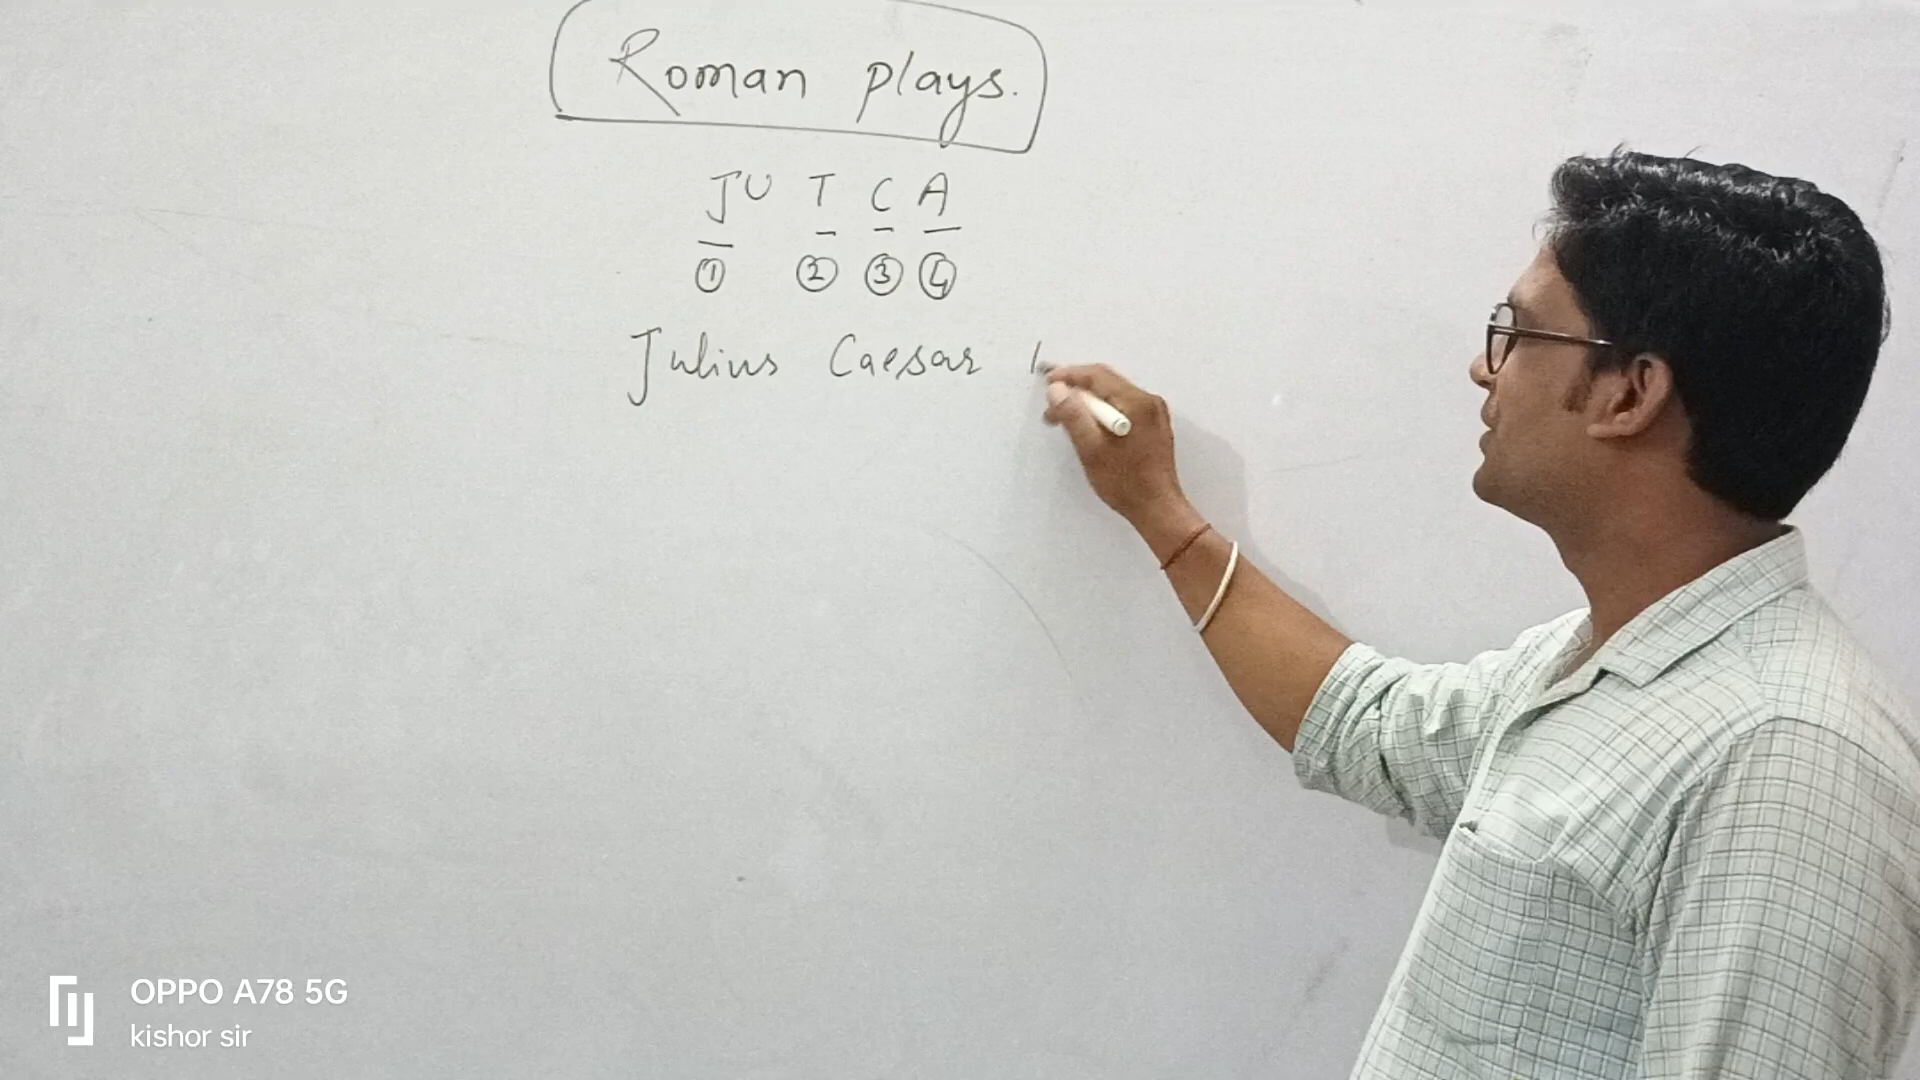 Roman plays.
JU T C A
1 2 3 4
Julius Caesar
OPPO A78 5G
kishor sir